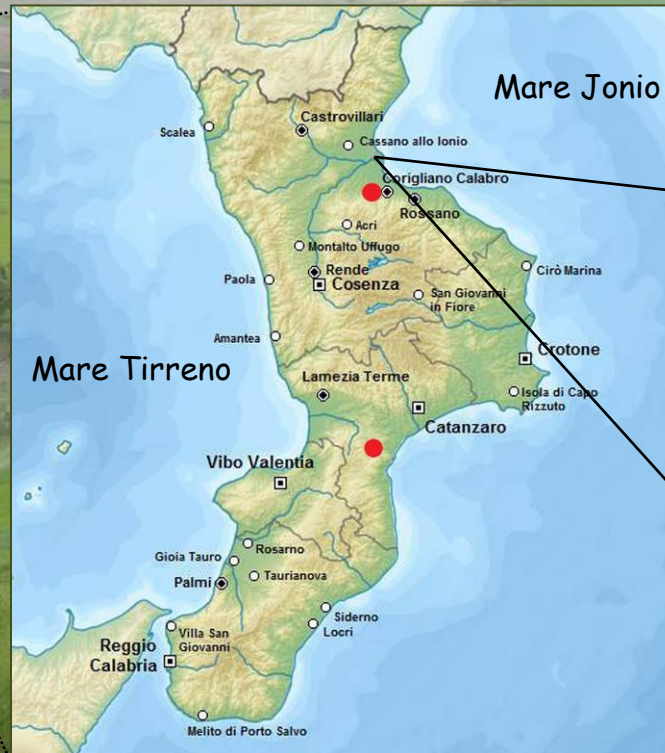 Mare Jonio
Castrovillari
Scalea
Cassano allo Ionio
Corigliano Calabro
Rossano
Acri
Montalto Uffugo
Rende
Cosenza
Paola
Cirò Marina
San Giovanni
in Fiore
Amantea
Crotone
Mare Tirreno
Lamezia Terme
Isola di Capo
Rizzuto
Catanzaro
Vibo Valentia
Rosarno
Gioia Tauro
Taurianova
Palmi
Siderno
Locri
Villa San
Giovanni
Reggio
Calabria
Melito di Porto Salvo